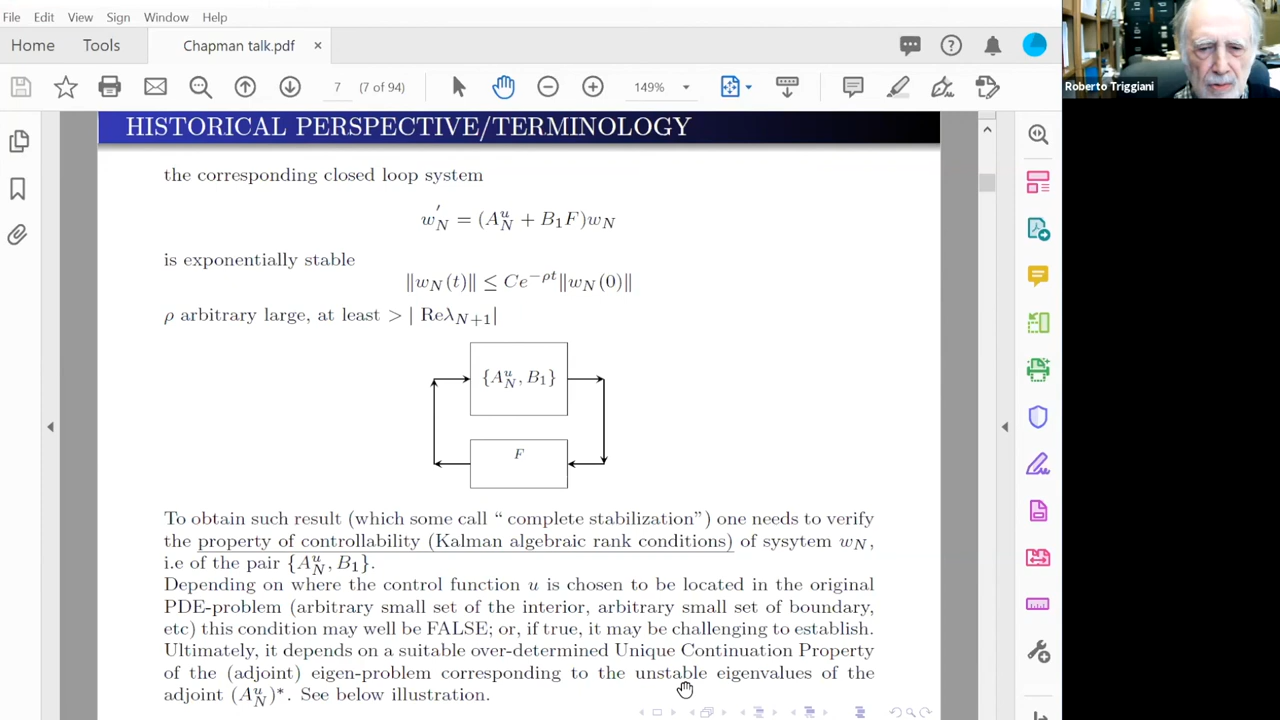 File Edit View Sign Window Help
Home Tools Chapman talk.pdf ×
7 (7 of 94) 149%
Roberto Triggiani
HISTORICAL PERSPECTIVE/TERMINOLOGY
the corresponding closed loop system
w_N' = (A_N^u + B_1F)w_N
is exponentially stable
‖w_N(t)‖ ≤ Ce^{−ρt}‖w_N(0)‖
ρ arbitrary large, at least > | Reλ_{N+1}|
{A_N^u, B_1}
F
To obtain such result (which some call “ complete stabilization”) one needs to verify
the property of controllability (Kalman algebraic rank conditions) of sysytem w_N,
i.e of the pair {A_N^u, B_1}.
Depending on where the control function u is chosen to be located in the original
PDE-problem (arbitrary small set of the interior, arbitrary small set of boundary,
etc) this condition may well be FALSE; or, if true, it may be challenging to establish.
Ultimately, it depends on a suitable over-determined Unique Continuation Property
of the (adjoint) eigen-problem corresponding to the unstable eigenvalues of the
adjoint (A_N^u)*. See below illustration.